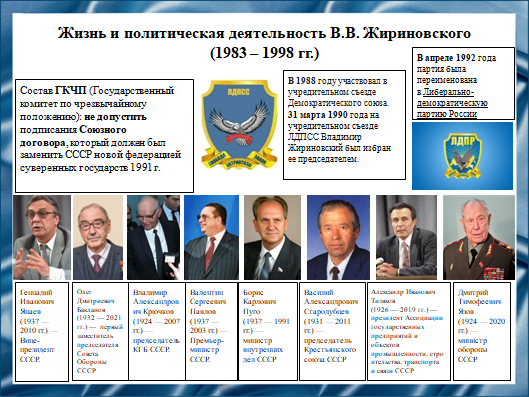 Жизнь и политическая деятельность В.В. Жириновского
(1983 – 1998 гг.)
Состав ГКЧП (Государственный
комитет по чрезвычайному
положению): не допустить
подписания Союзного
договора, который должен был
заменить СССР новой федерацией
суверенных государств 1991 г.
ЛДПСС
В 1988 году участвовал в
учредительном съезде
Демократического союза.
31 марта 1990 года на
учредительном съезде
ЛДПСС Владимир
Жириновский был избран
ее председателем.
В апреле 1992 года
партия была
переименована
в Либерально-
демократическую
партию России
ЛДПР
Геннадий
Иванович
Янаев
(1937 —
2010 гг.) —
Вице-
президент
СССР.
Олег
Дмитриевич
Бакланов
(1932 — 2021
гг.) — первый
заместитель
председателя
Совета
Обороны
СССР
Владимир
Александров
ич Крючков
(1924 — 2007
гг.) —
председатель
КГБ СССР.
Валентин
Сергеевич
Павлов
(1937 —
2003 гг.) —
Премьер-
министр
СССР.
Борис
Карлович
Пуго
(1937 — 1991
гг.) —
министр
внутренних
дел СССР
Василий
Александрович
Стародубцев
(1931 — 2011
гг.) —
председатель
Крестьянского
союза СССР
Александр Иванович
Тизяков
(1926 — 2019 гг.) —
президент Ассоциации
государственных
предприятий и
объектов
промышленности, стро
ительства, транспорта
и связи СССР
Дмитрий
Тимофеевич
Язов
(1924 — 2020
гг.) —
министр
обороны
СССР